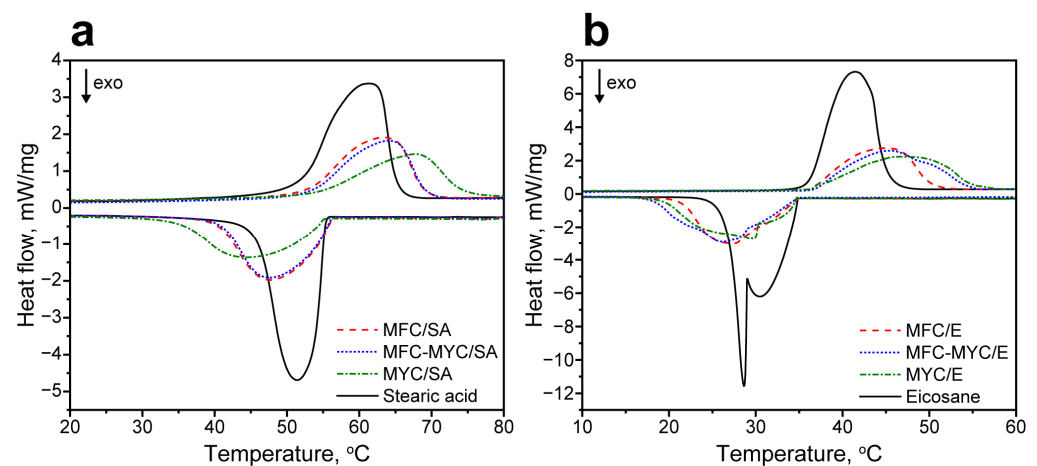 a
4
3
2
1
0
−1
−2
−3
−4
−5
Heat flow, mW/mg
exo
MFC/SA
MFC-MYC/SA
MYC/SA
Stearic acid
20 30 40 50 60 70 80
Temperature, °C
b
8
6
4
2
0
−2
−4
−6
−8
−10
−12
Heat flow, mW/mg
exo
MFC/E
MFC-MYC/E
MYC/E
Eicosane
10 20 30 40 50 60
Temperature, °C